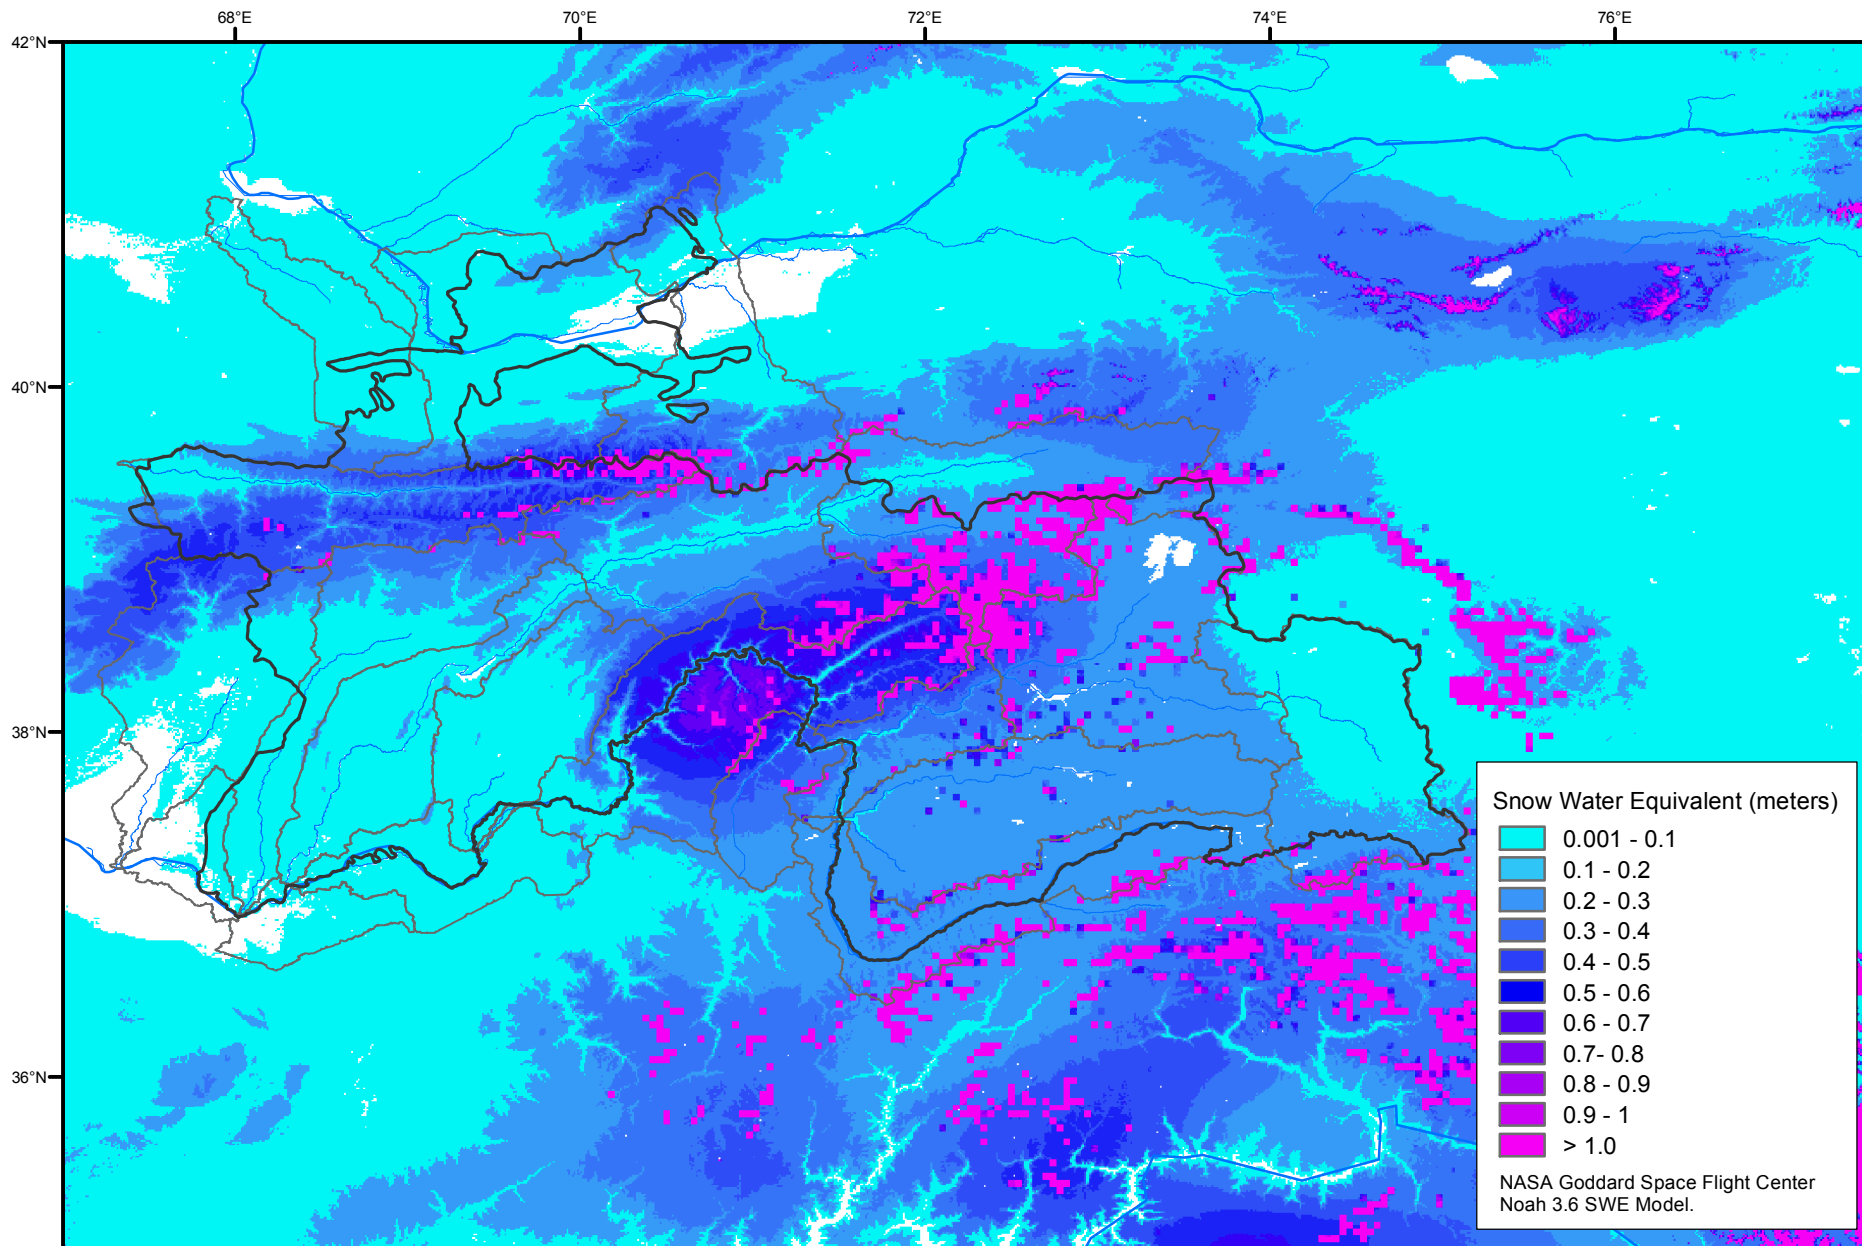 68°E
70°E
72°E
74°E
76°E
42°N
40°N
38°N
36°N
Snow Water Equivalent (meters)
0.001 - 0.1
0.1 - 0.2
0.2 - 0.3
0.3 - 0.4
0.4 - 0.5
0.5 - 0.6
0.6 - 0.7
0.7- 0.8
0.8 - 0.9
0.9 - 1
> 1.0
NASA Goddard Space Flight Center
Noah 3.6 SWE Model.